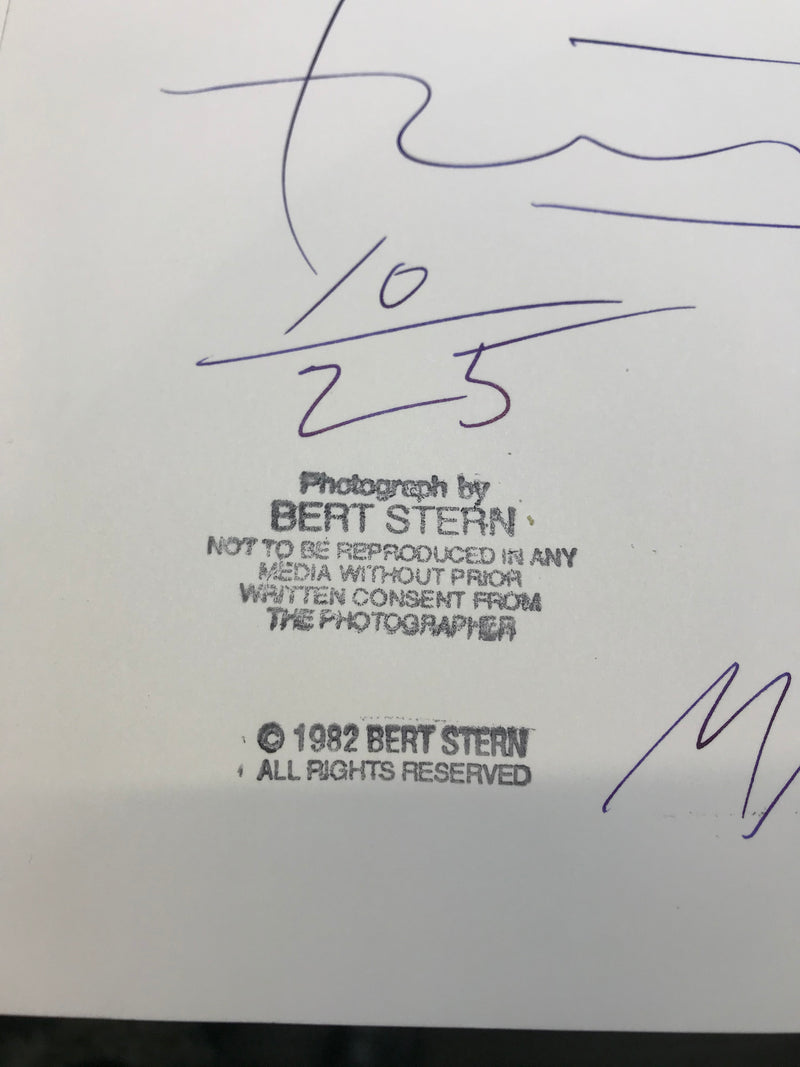 10
25
Photograph by
BERT STERN
NOT TO BE REPRODUCED IN ANY
MEDIA WITHOUT PRIOR
WRITTEN CONSENT FROM
THE PHOTOGRAPHER
© 1982 BERT STERN
ALL RIGHTS RESERVED
M